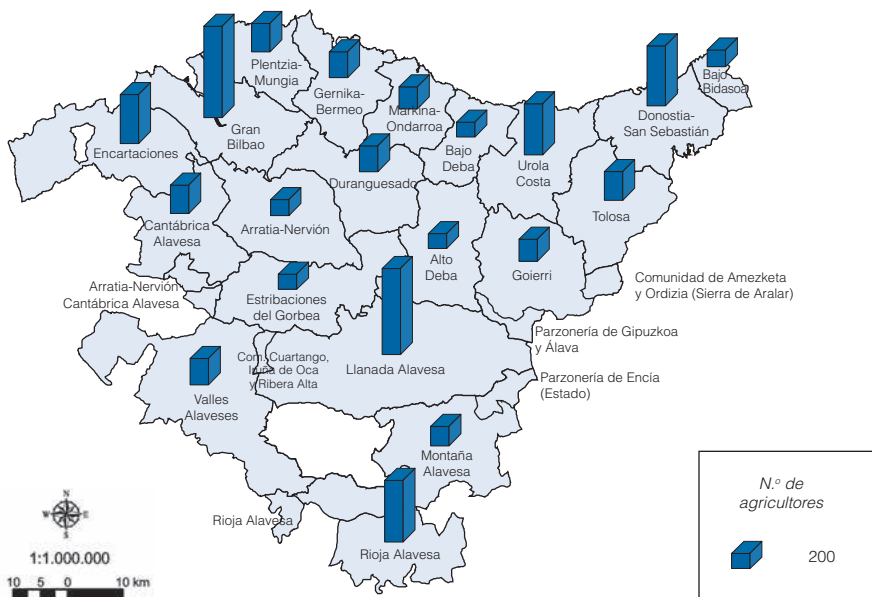 Plentzia-
Mungia
Gernika-
Bermeo
Markina-
Ondarroa
Bajo
Deba
Urola
Costa
Donostia-
San Sebastián
Bajo
Bidasoa
Encartaciones
Gran
Bilbao
Duranguesado
Tolosa
Cantábrica
Alavesa
Arratia-Nervión
Alto
Deba
Goierri
Arratia-Nervión
Cantábrica Alavesa
Estribaciones
del Gorbea
Comunidad de Amezketa
y Ordizia (Sierra de Aralar)
Parzonería de Gipuzkoa
y Álava
Com. Cuartango,
Iruña de Oca
y Ribera Alta
Llanada Alavesa
Parzonería de Encía
(Estado)
Valles
Alaveses
Montaña
Alavesa
Rioja Alavesa
Rioja Alavesa
N
W E
S
1:1.000.000
10 5 0 10 km
N.º de
agricultores
200